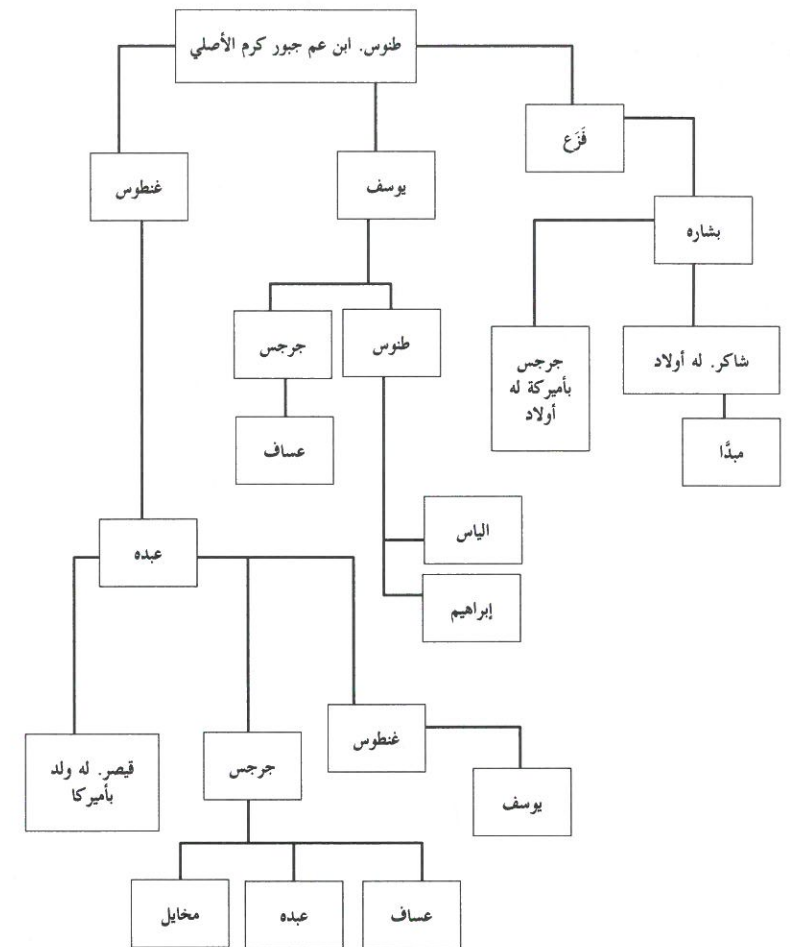 طنوس. ابن عم جبور كرم الأصلي
فَزَع
يوسف
غنطوس
بشاره
شاكر. له أولاد
جرجس
بأميركة له
أولاد
مبدَّا
طنوس
جرجس
عساف
الياس
إبراهيم
عبده
غنطوس
جرجس
قيصر. له ولد
بأميركا
يوسف
عساف
عبده
مخايل